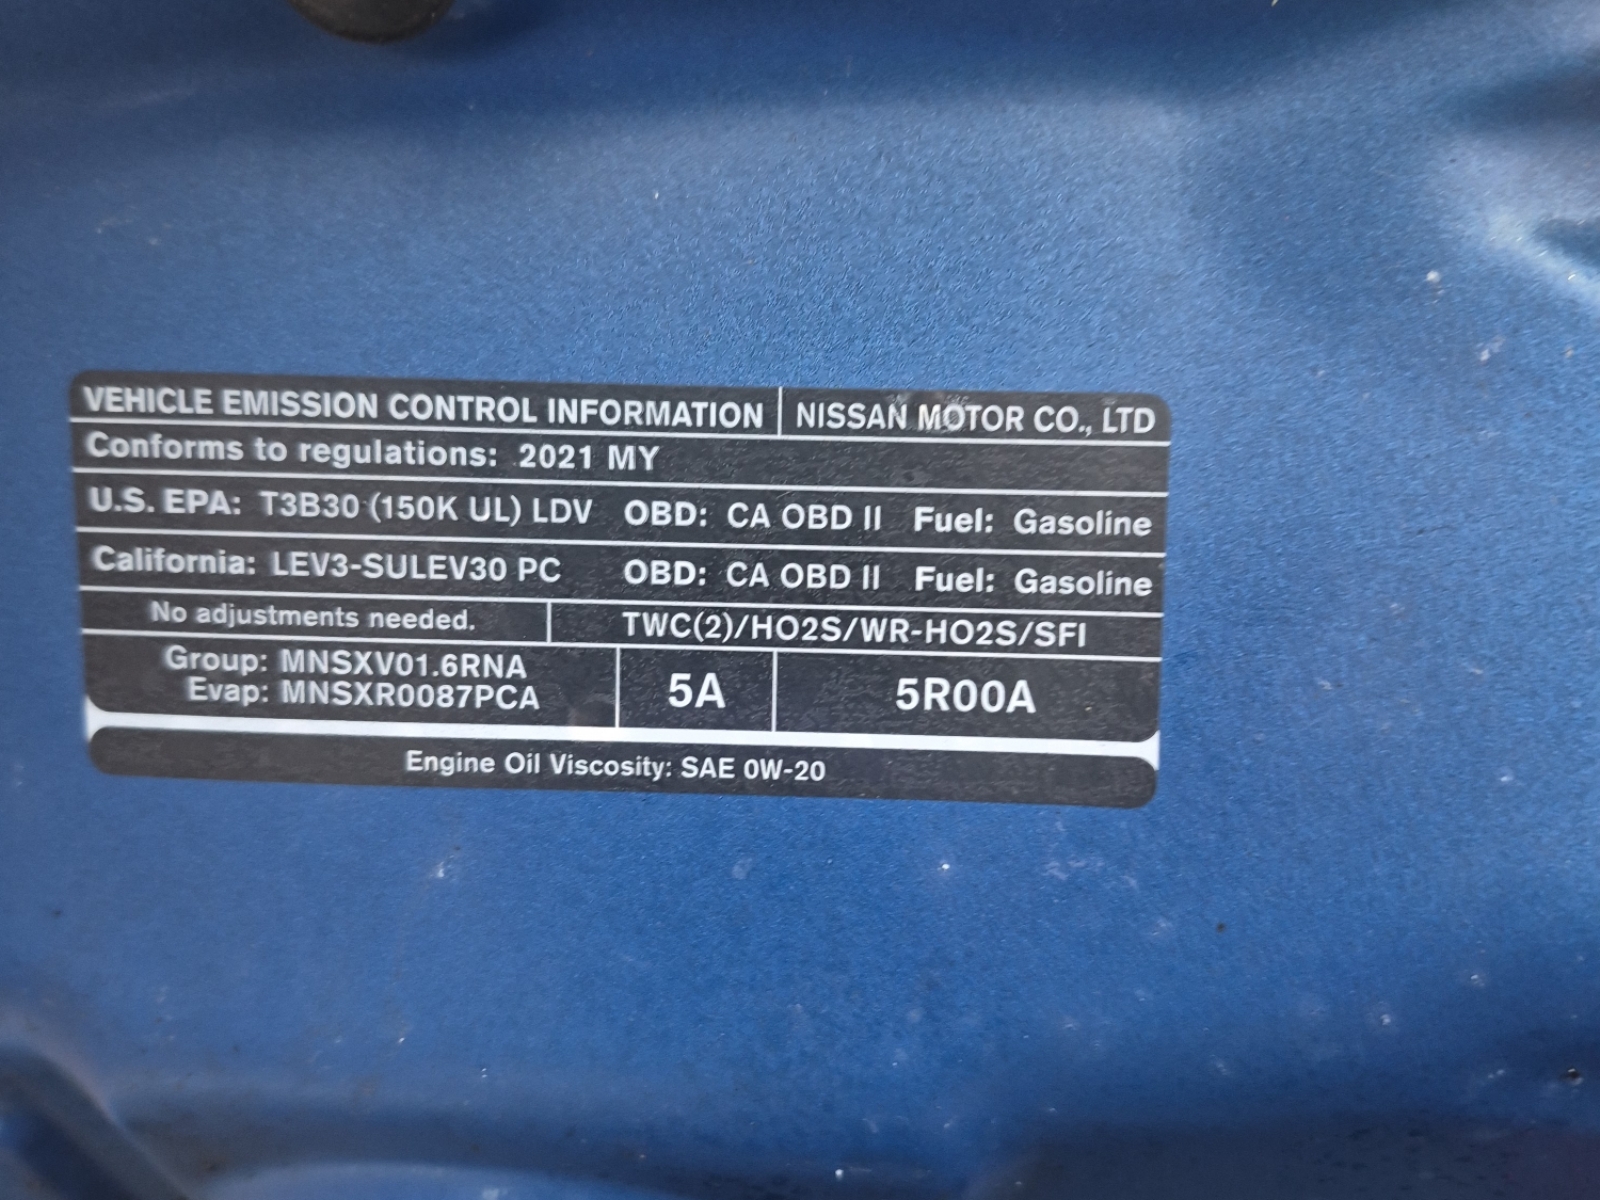 VEHICLE EMISSION CONTROL INFORMATION NISSAN MOTOR CO., LTD
Conforms to regulations: 2021 MY
U.S. EPA: T3B30 (150K UL) LDV OBD: CA OBD II Fuel: Gasoline
California: LEV3-SULEV30 PC OBD: CA OBD II Fuel: Gasoline
No adjustments needed. TWC(2)/HO2S/WR-HO2S/SFI
Group: MNSXV01.6RNA
Evap: MNSXR0087PCA
5A 5R00A
Engine Oil Viscosity: SAE 0W-20